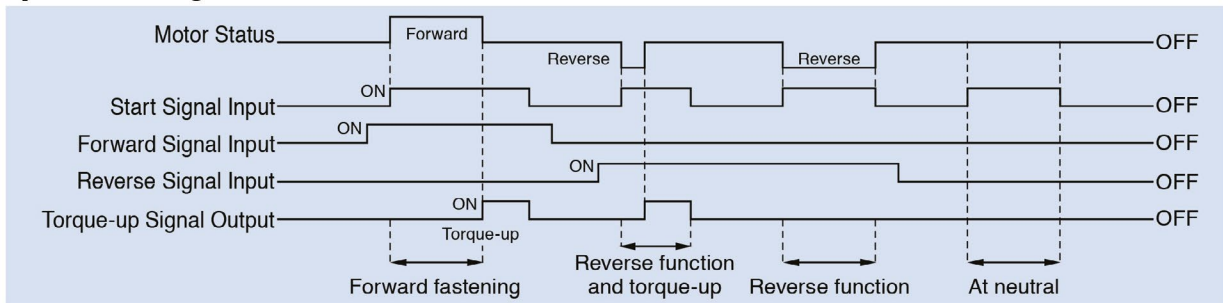 Motor Status
Forward
Reverse
Reverse
OFF
ON
Start Signal Input
OFF
ON
Forward Signal Input
OFF
ON
Reverse Signal Input
OFF
ON
Torque-up Signal Output
OFF
Torque-up
Forward fastening
Reverse function
and torque-up
Reverse function
At neutral